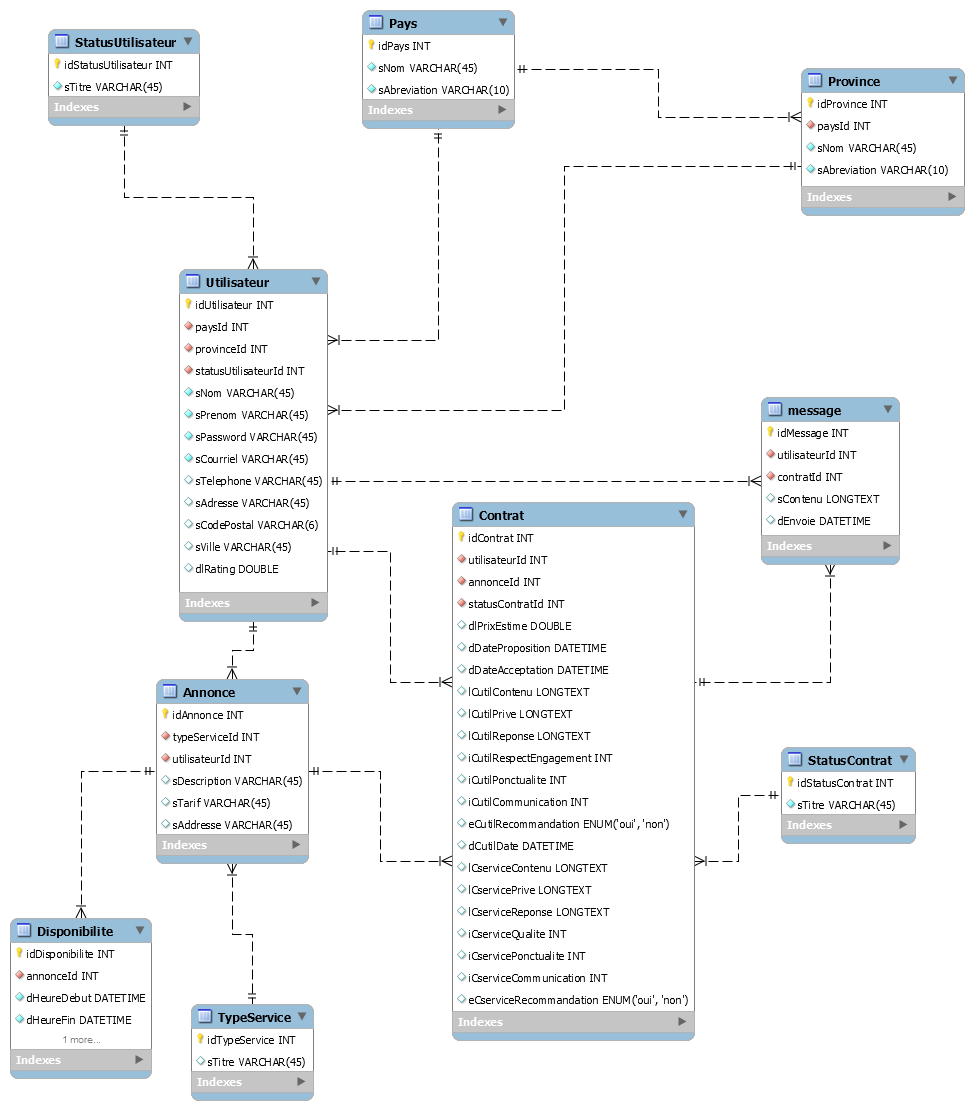 StatusUtilisateur
idStatusUtilisateur INT
sTitre VARCHAR(45)
Indexes
Pays
idPays INT
sNom VARCHAR(45)
sAbreviation VARCHAR(10)
Indexes
Province
idProvince INT
paysId INT
sNom VARCHAR(45)
sAbreviation VARCHAR(10)
Indexes
Utilisateur
idUtilisateur INT
paysId INT
provinceId INT
statusUtilisateurId INT
sNom VARCHAR(45)
sPrenom VARCHAR(45)
sPassword VARCHAR(45)
sCourriel VARCHAR(45)
sTelephone VARCHAR(45)
sAdresse VARCHAR(45)
sCodePostal VARCHAR(6)
sVille VARCHAR(45)
dlRating DOUBLE
Indexes
message
idMessage INT
utilisateurId INT
contratId INT
sContenu LONGTEXT
dEnvoie DATETIME
Indexes
Contrat
idContrat INT
utilisateurId INT
annonceId INT
statusContratId INT
dlPrixEstime DOUBLE
dDateProposition DATETIME
dDateAcceptation DATETIME
lCutilContenu LONGTEXT
lCutilPrive LONGTEXT
lCutilReponse LONGTEXT
iCutilRespectEngagement INT
iCutilPonctualite INT
iCutilCommunication INT
eCutilRecommandation ENUM('oui', 'non')
dCutilDate DATETIME
lCserviceContenu LONGTEXT
lCservicePrive LONGTEXT
lCserviceReponse LONGTEXT
iCserviceQualite INT
iCservicePonctualite INT
iCserviceCommunication INT
eCserviceRecommandation ENUM('oui', 'non')
Indexes
Annonce
idAnnonce INT
typeServiceId INT
utilisateurId INT
sDescription VARCHAR(45)
sTarif VARCHAR(45)
sAddresse VARCHAR(45)
Indexes
StatusContrat
idStatusContrat INT
sTitre VARCHAR(45)
Indexes
Disponibilite
idDisponibilite INT
annonceId INT
dHeureDebut DATETIME
dHeureFin DATETIME
1 more...
Indexes
TypeService
idTypeService INT
sTitre VARCHAR(45)
Indexes